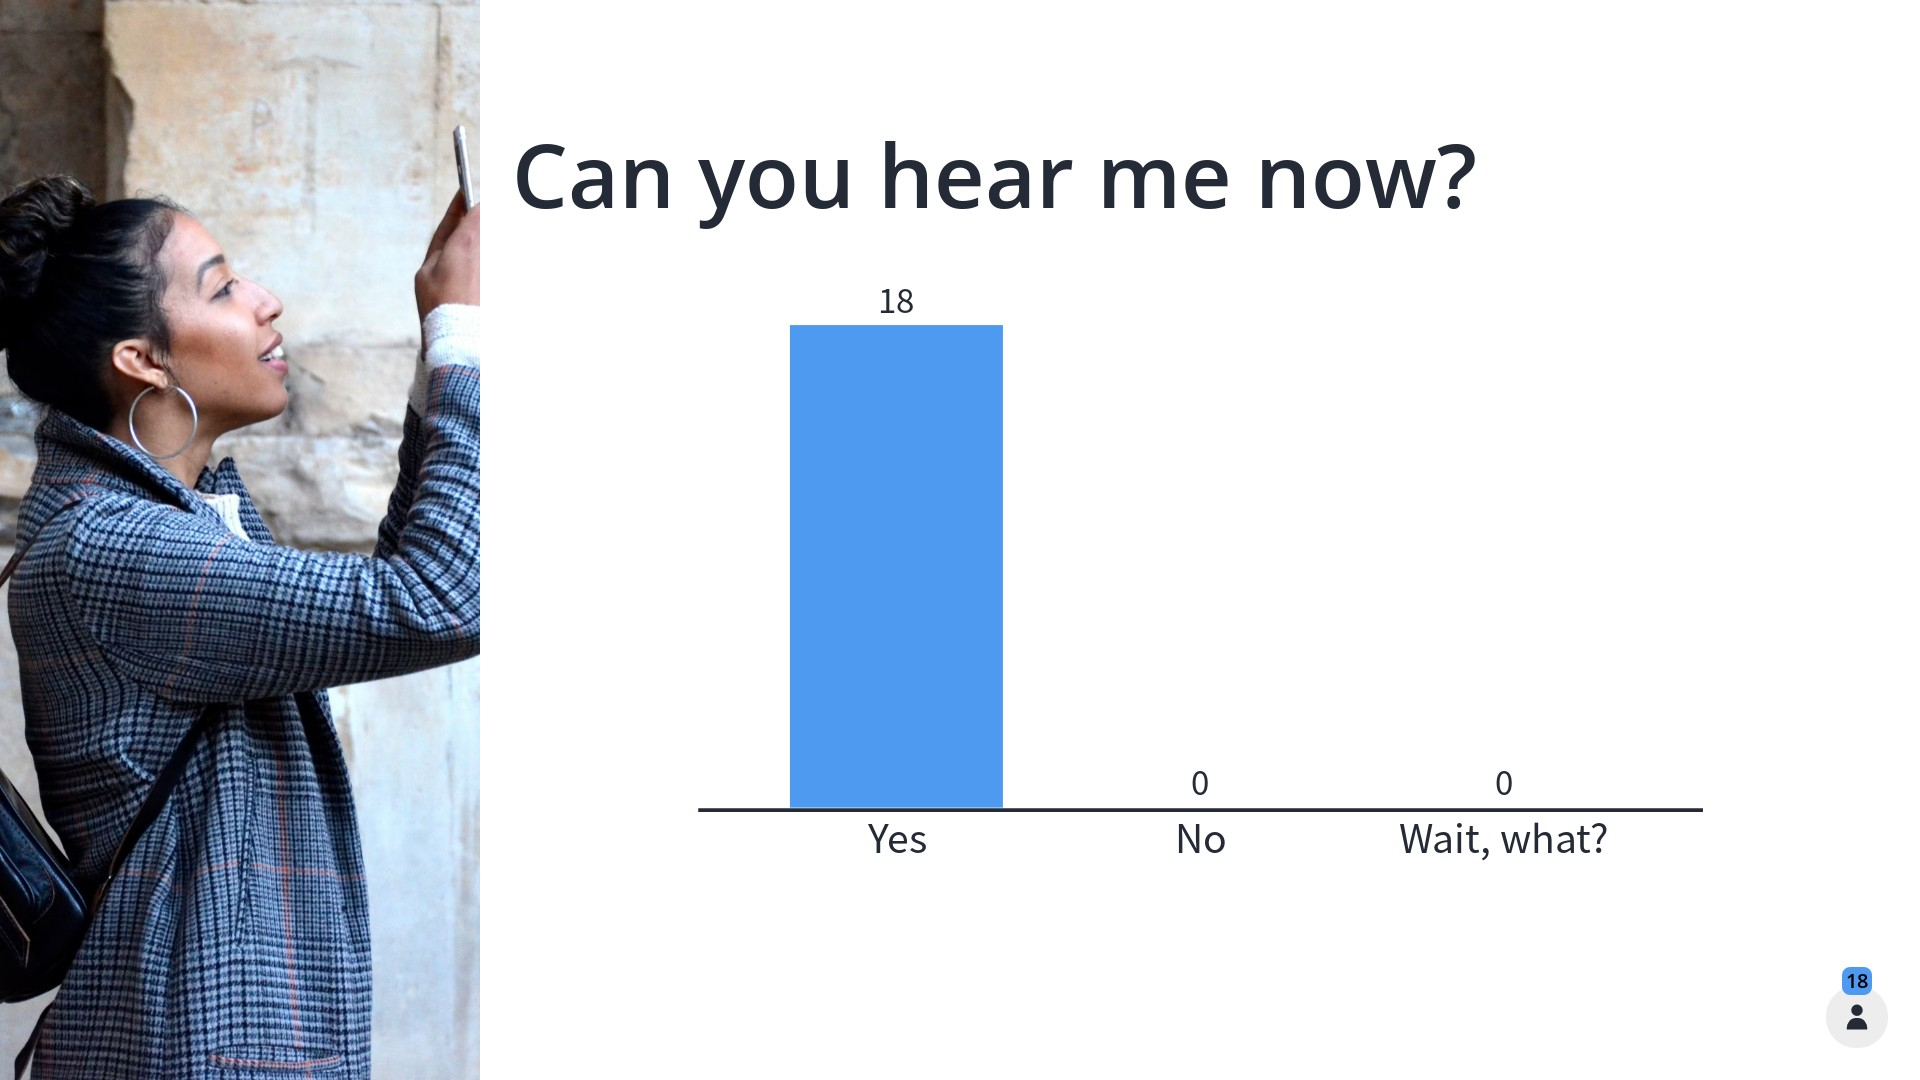 Can you hear me now?
18
0
0
Yes
No
Wait, what?
18